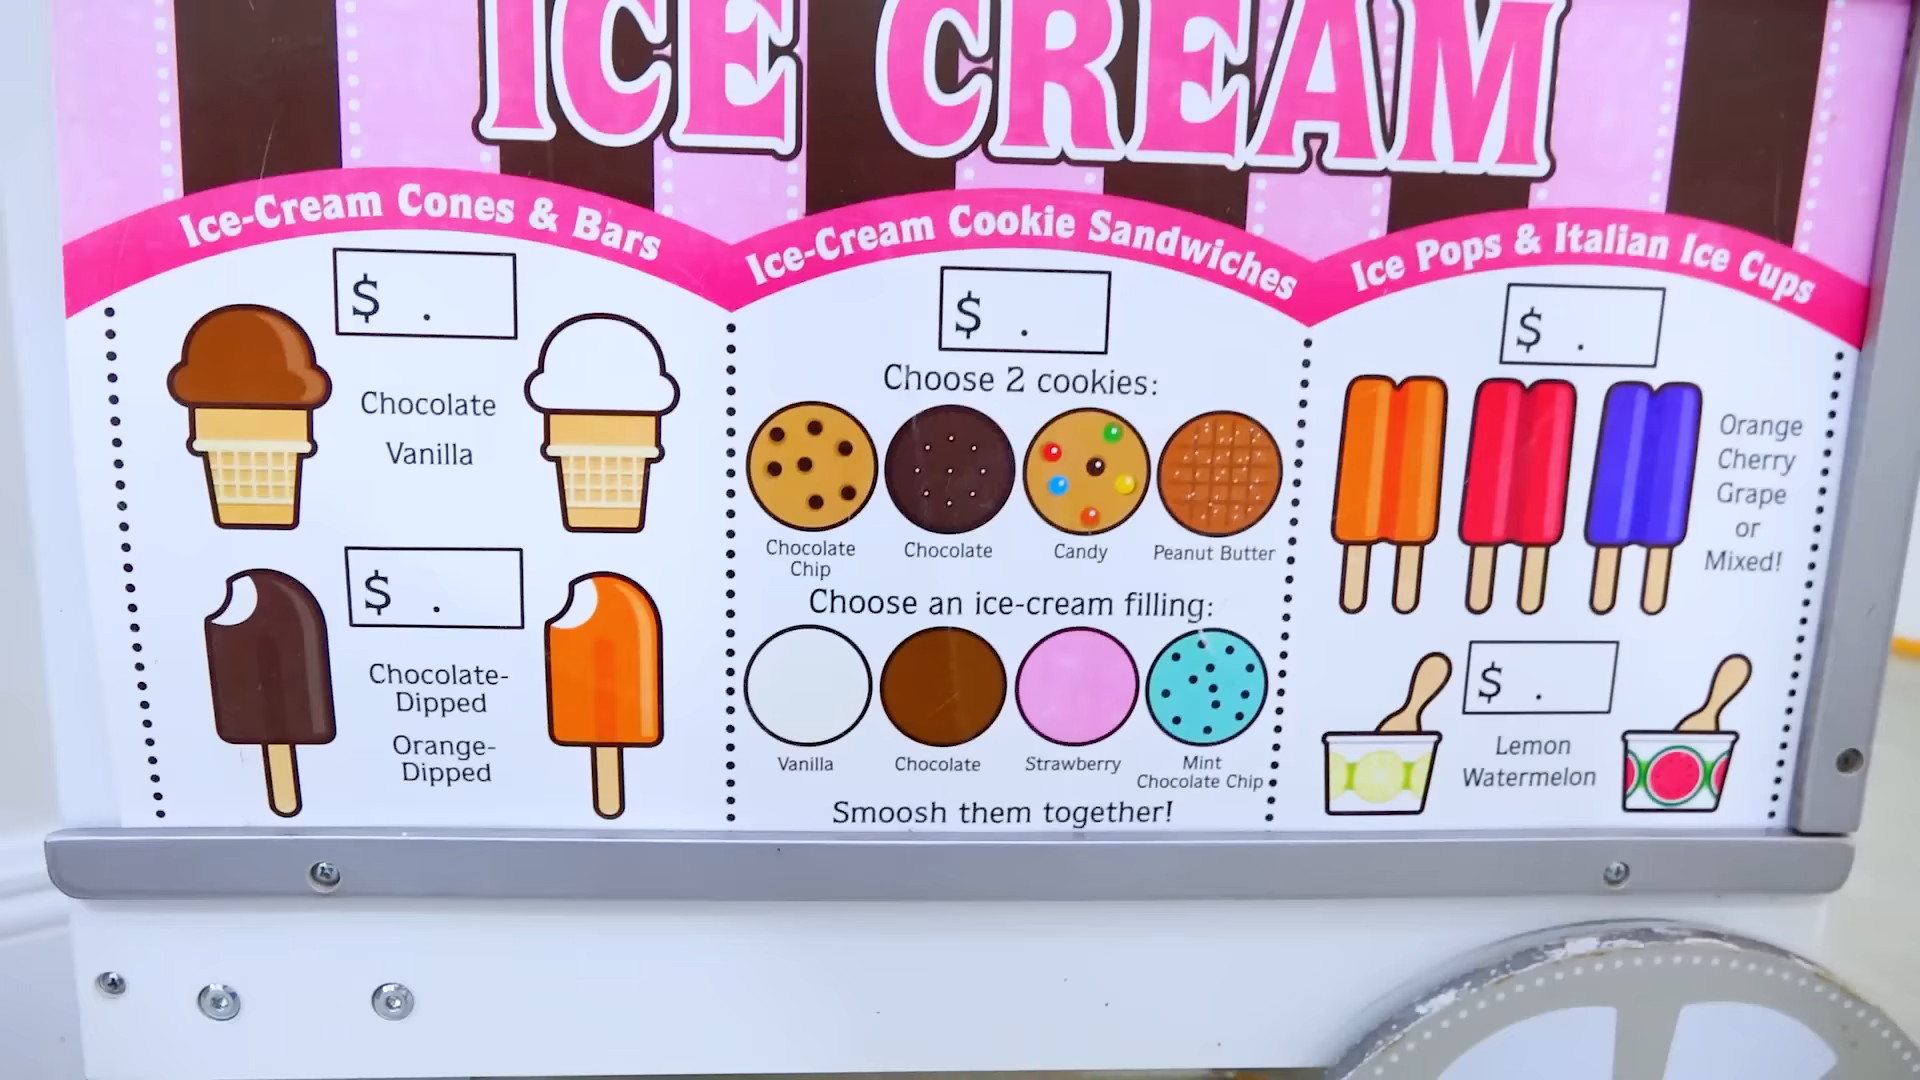 ICE CREAM
Ice-Cream Cones & Bars
$ .
Chocolate
Vanilla
$ .
Chocolate-
Dipped
Orange-
Dipped
Ice-Cream Cookie Sandwiches
$ .
Choose 2 cookies:
Chocolate
Chip
Chocolate
Candy
Peanut Butter
Choose an ice-cream filling:
Vanilla
Chocolate
Strawberry
Mint
Chocolate Chip
Smoosh them together!
Ice Pops & Italian Ice Cups
$ .
Orange
Cherry
Grape
or
Mixed!
$ .
Lemon
Watermelon